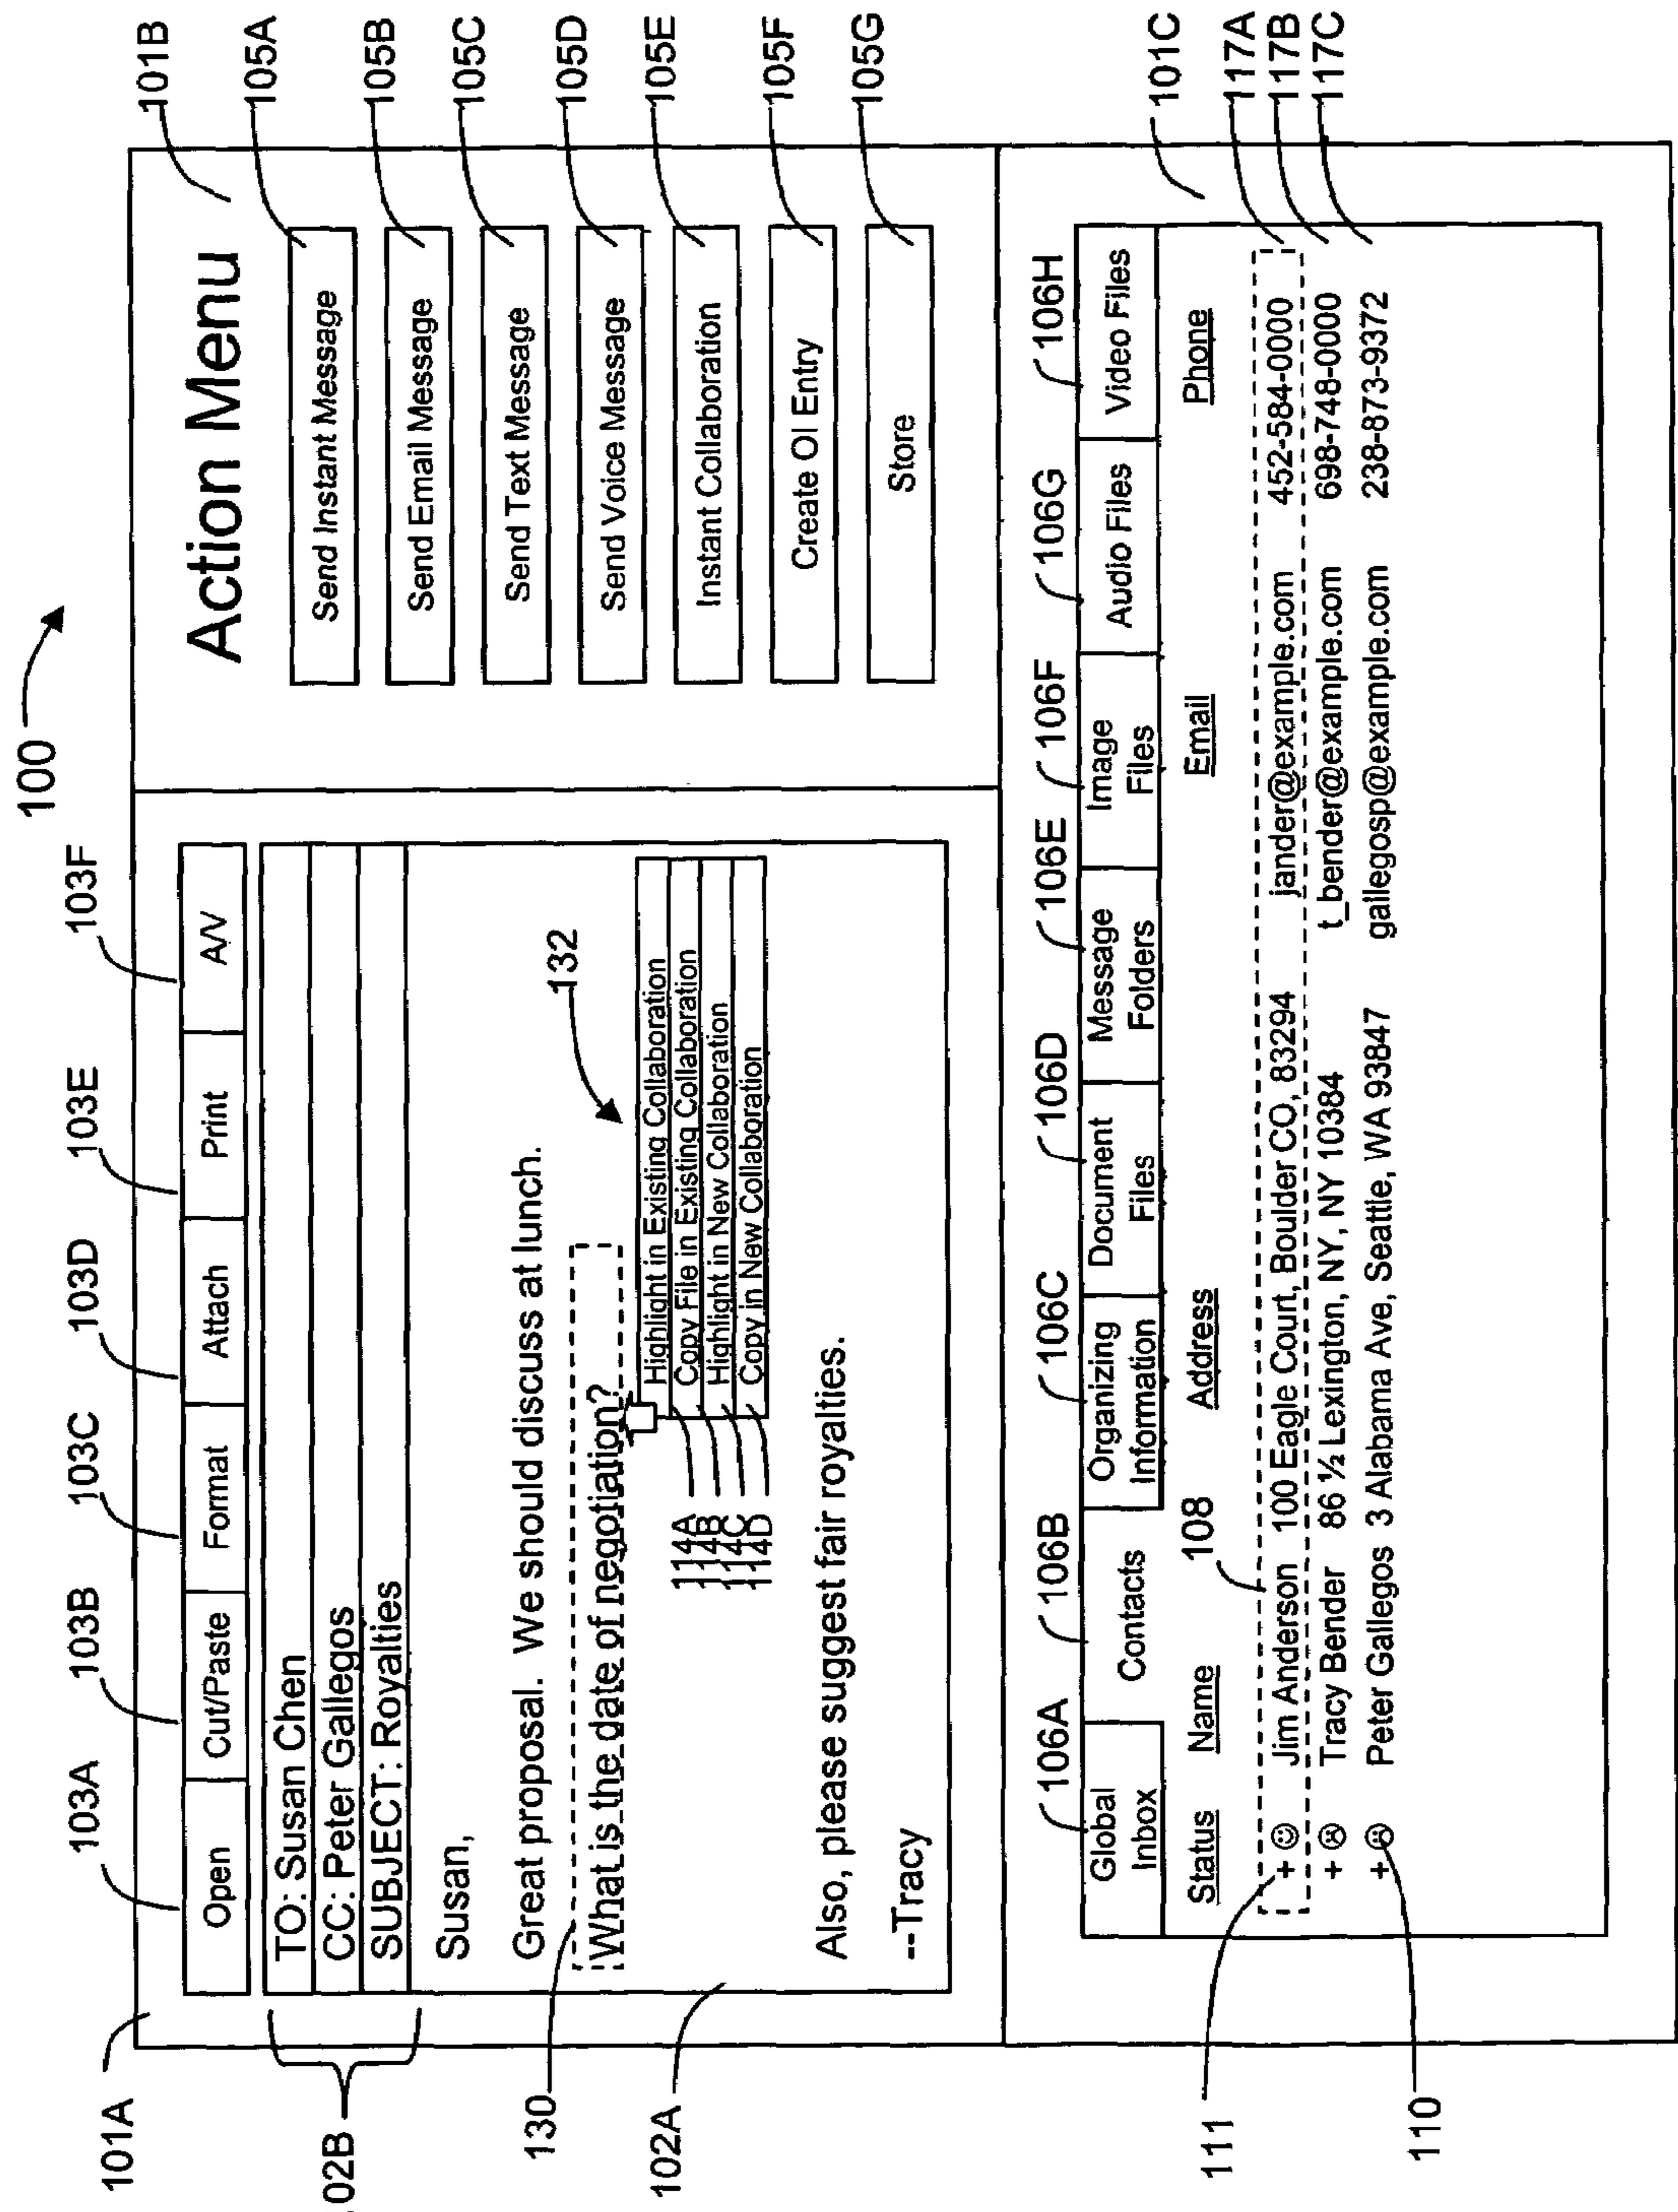 100
101A
103A 103B 103C 103D 103E 103F
Open Cut/Paste Format Attach Print A/V
02B
TO: Susan Chen
CC: Peter Gallegos
SUBJECT: Royalties
Susan,
Great proposal. We should discuss at lunch.
130
What is the date of negotiation?
132
Highlight in Existing Collaboration
Copy File in Existing Collaboration
Highlight in New Collaboration
Copy in New Collaboration
114A
114B
114C
114D
102A
Also, please suggest fair royalties.
--Tracy
Action Menu
101B
Send Instant Message 105A
Send Email Message 105B
Send Text Message 105C
Send Voice Message 105D
Instant Collaboration 105E
Create OI Entry 105F
Store 105G
101C
106A 106B 106C 106D 106E 106F 106G 106H
Global Inbox
Contacts
Organizing Information
Document Files
Message Folders
Image Files
Audio Files
Video Files
Status Name 108 Address Email Phone
111 + ☺ Jim Anderson 100 Eagle Court, Boulder CO, 83294 jander@example.com 452-584-0000 117A
+ ☹ Tracy Bender 86 ½ Lexington, NY, NY 10384 t_bender@example.com 698-748-0000 117B
+ ☹ Peter Gallegos 3 Alabama Ave, Seattle, WA 93847 gallegosp@example.com 238-873-9372 117C
110